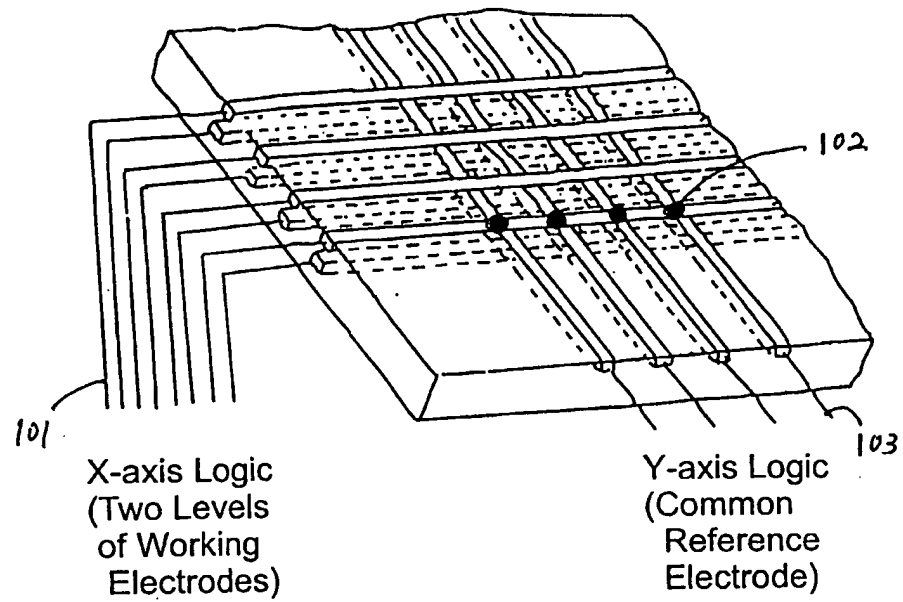 102
101
103
X-axis Logic
(Two Levels
of Working
Electrodes)
Y-axis Logic
(Common
Reference
Electrode)